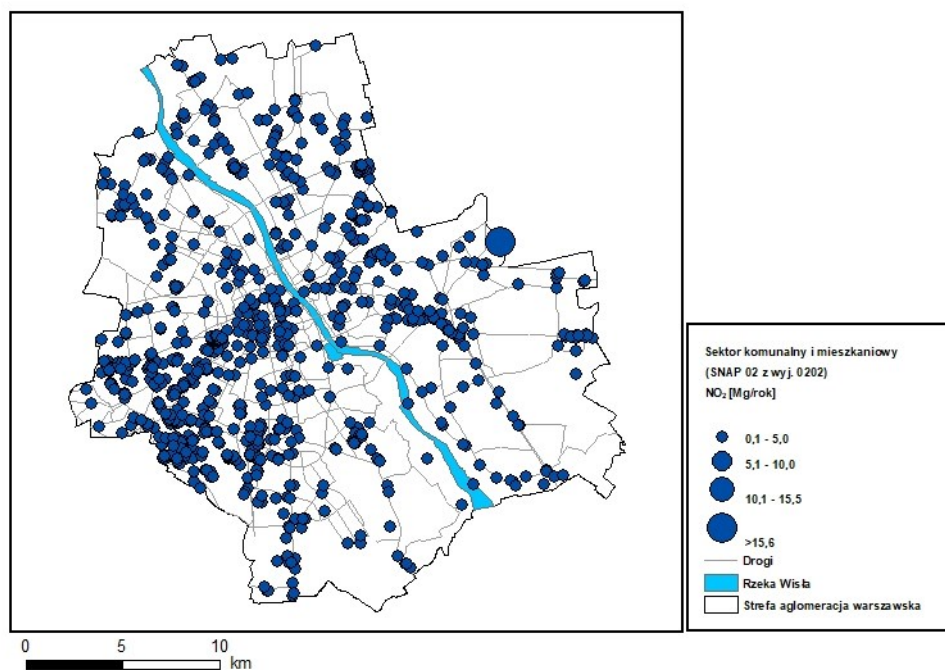 Sektor komunalny i mieszkaniowy
(SNAP 02 z wyj. 0202)
NO₂ [Mg/rok]
0,1 - 5,0
5,1 - 10,0
10,1 - 15,5
>15,6
Drogi
Rzeka Wisła
Strefa aglomeracja warszawska
0 5 10
km